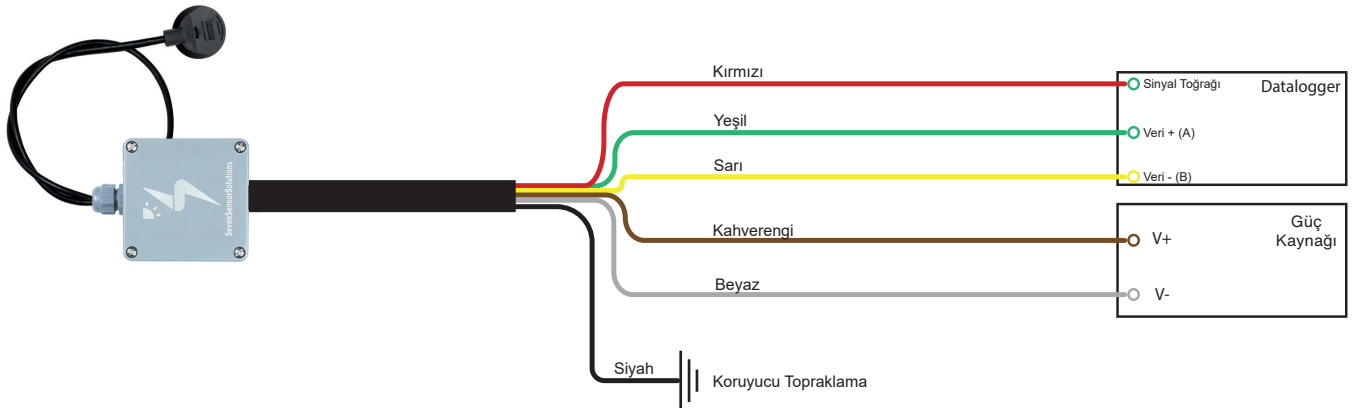 Kırmızı
Sinyal Toğrağı
Datalogger
Yeşil
Veri + (A)
Sarı
Veri - (B)
SevenSensorSolutions
Kahverengi
V+
Güç
Kaynağı
Beyaz
V-
Siyah
Koruyucu Topraklama